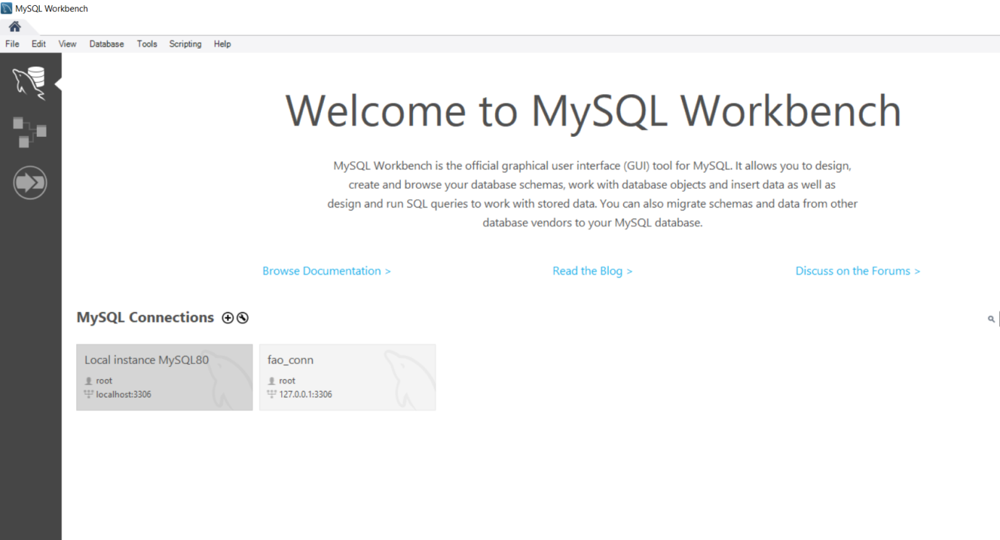 MySQL Workbench
File Edit View Database Tools Scripting Help
Welcome to MySQL Workbench
MySQL Workbench is the official graphical user interface (GUI) tool for MySQL. It allows you to design,
create and browse your database schemas, work with database objects and insert data as well as
design and run SQL queries to work with stored data. You can also migrate schemas and data from other
database vendors to your MySQL database.
Browse Documentation > Read the Blog > Discuss on the Forums >
MySQL Connections
Local instance MySQL80
root
localhost:3306
fao_conn
root
127.0.0.1:3306